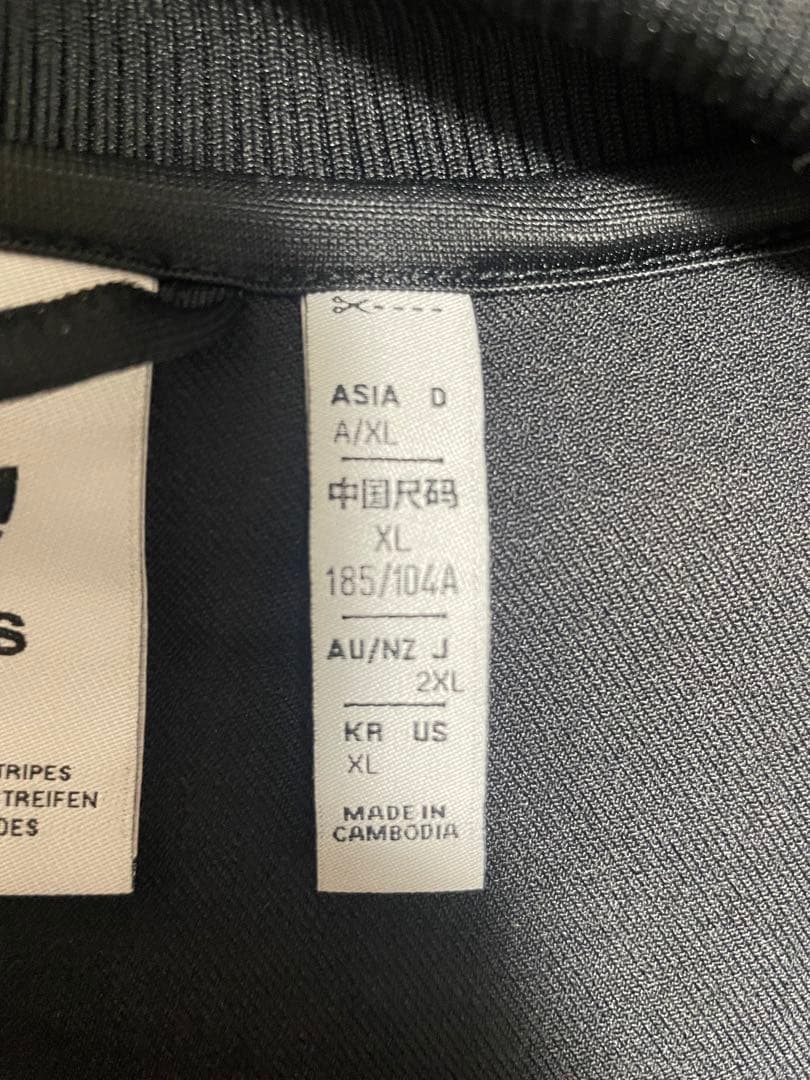 S
TRIPES
TREIFEN
DES
ASIA D
A/XL
中国尺码
XL
185/104A
AU/NZ J
2XL
KR US
XL
MADE IN
CAMBODIA